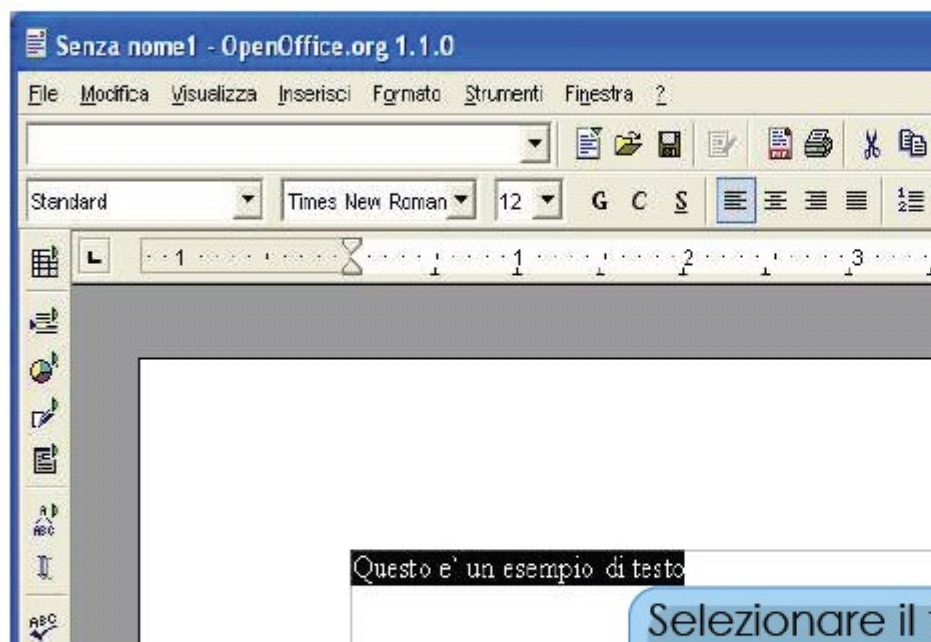 Senza nome1 - OpenOffice.org 1.1.0
File Modifica Visualizza Inserisci Formato Strumenti Finestra ?
Standard Times New Roman 12 G C S
1 1 2 3
Questo e` un esempio di testo
Selezionare il